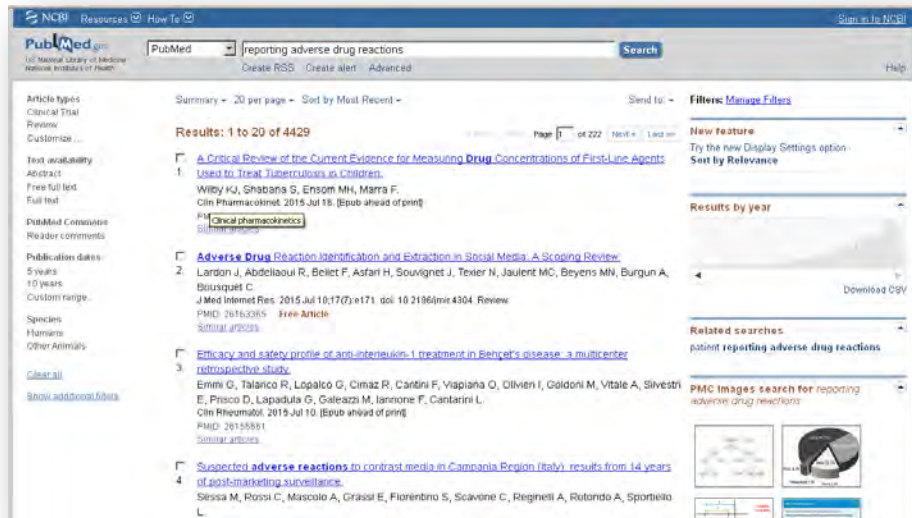 NCBI Resources How To Sign in to NCBI
PubMed.gov
US National Library of Medicine
National Institutes of Health
PubMed reporting adverse drug reactions Search
Create RSS Create alert Advanced Help
Article types
Clinical Trial
Review
Customize ...
Text availability
Abstract
Free full text
Full text
PubMed Commons
Reader comments
Publication dates
5 years
10 years
Custom range...
Species
Humans
Other Animals
Clear all
Show additional filters
Summary 20 per page Sort by Most Recent Send to:
Results: 1 to 20 of 4429
Page 1 of 222 Next > Last >>
A Critical Review of the Current Evidence for Measuring Drug Concentrations of First-Line Agents
1. Used to Treat Tuberculosis in Children.
Wilby KJ, Shabana S, Ensom MH, Marra F.
Clin Pharmacokinet. 2015 Jul 18. [Epub ahead of print]
Clinical pharmacokinetics
Adverse Drug Reaction Identification and Extraction in Social Media: A Scoping Review.
2. Lardon J, Abdellaoui R, Bellet F, Asfari H, Souvignet J, Texier N, Jaulent MC, Beyens MN, Burgun A,
Bousquet C.
J Med Internet Res. 2015 Jul 10;17(7):e171. doi: 10.2196/jmir.4304. Review.
PMID: 26163365 Free Article
Similar articles
Efficacy and safety profile of anti-interleukin-1 treatment in Behçet's disease: a multicenter
3. retrospective study.
Emmi G, Talarico R, Lopalco G, Cimaz R, Cantini F, Viapiana O, Olivieri I, Goldoni M, Vitale A, Silvestri
E, Prisco D, Lapadula G, Galeazzi M, Iannone F, Cantarini L.
Clin Rheumatol. 2015 Jul 10. [Epub ahead of print]
Similar articles
Suspected adverse reactions to contrast media in Campania Region (Italy): results from 14 years
4. of post-marketing surveillance.
Sessa M, Rossi C, Mascolo A, Grassi E, Fiorentino S, Scavone C, Reginelli A, Rotondo A, Sportiello
L.
Filters: Manage Filters
New feature
Try the new Display Settings option -
Sort by Relevance
Results by year
Download CSV
Related searches
patient reporting adverse drug reactions
PMC Images search for reporting
adverse drug reactions